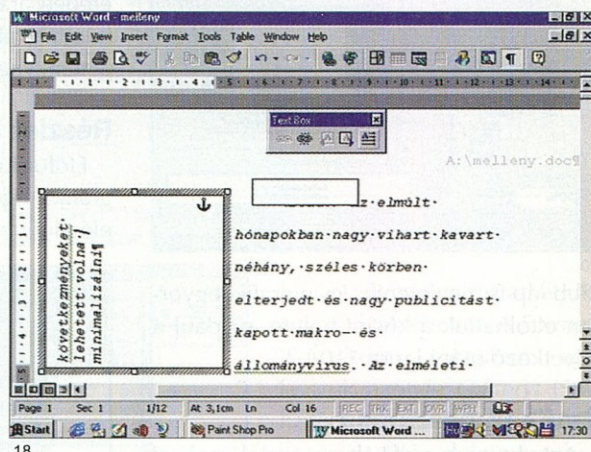 Microsoft Word - melleny
File Edit View Insert Format Tools Table Window Help
Text Box
A:\melleny.doc¶
z·elmúlt·
hónapokban·nagy·vihart·kavart·
néhány,·széles·körben·
elterjedt·és·nagy·publicitást·
kapott·makro-·és·
állományvírus.·Az·elméleti·
következményeket·
lehetett·volna·
minimalizálni¶
Page 1 Sec 1 1/12 At 3,1cm Ln Col 16 REC TRK EXT OVR WPH
Start Paint Shop Pro Microsoft Word ... 17:30
18